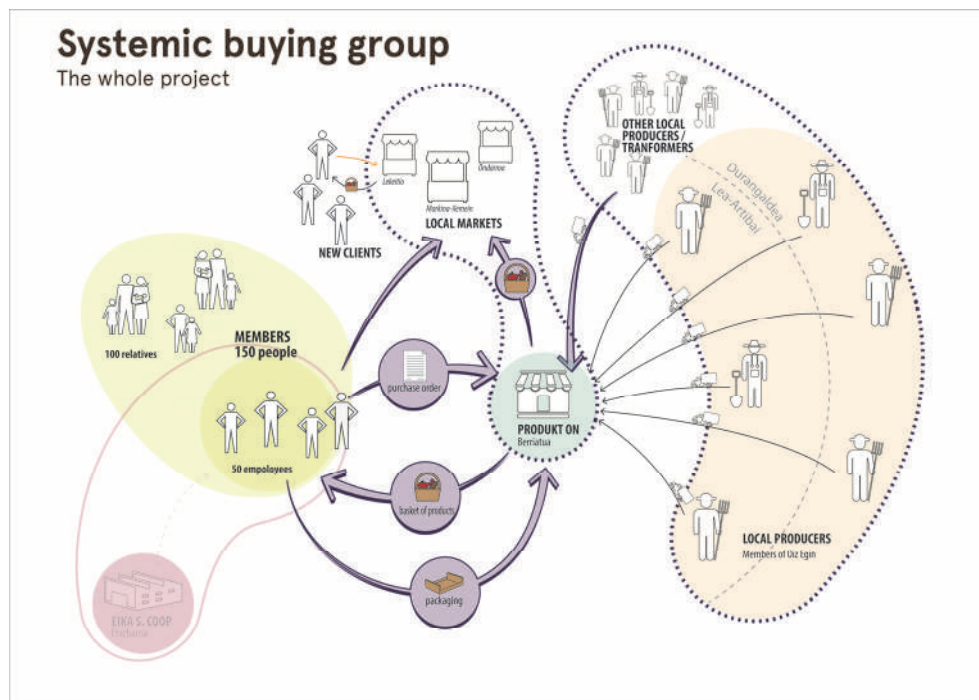 Systemic buying group
The whole project
OTHER LOCAL
PRODUCERS /
TRANFORMERS
Durangaldea
Lea-Artibai
Lekeitio
Ondarroa
Markina-Xemein
LOCAL MARKETS
NEW CLIENTS
100 relatives
MEMBERS
150 people
50 empoloyees
purchase order
PRODUKT ON
Berriatua
basket of products
packaging
LOCAL PRODUCERS
Members of
EIKA S. COOP